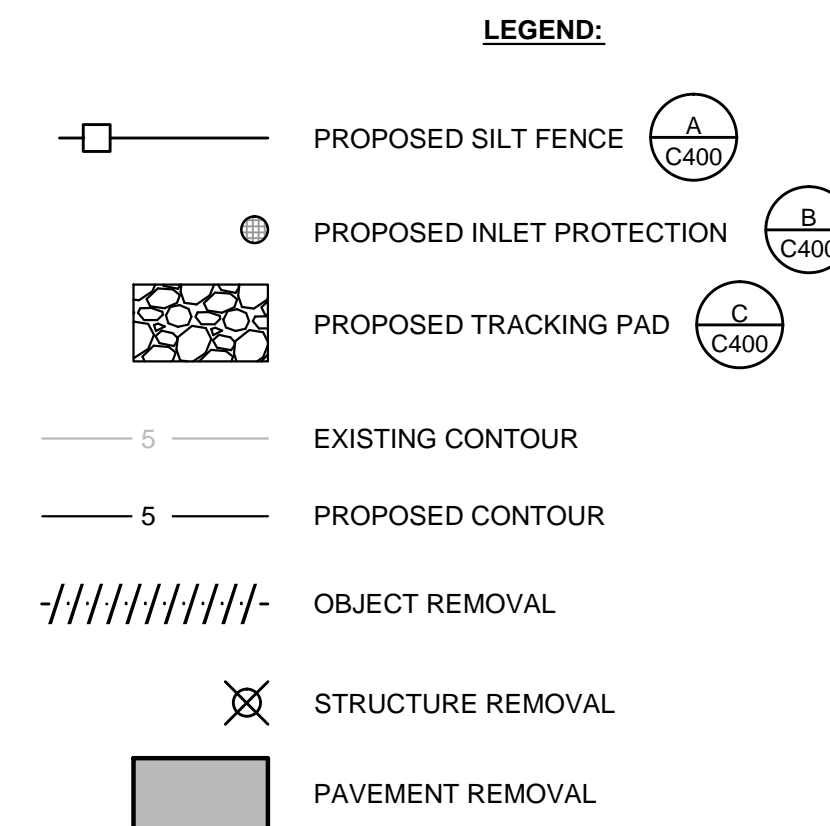 LEGEND:
PROPOSED SILT FENCE
A
C400
PROPOSED INLET PROTECTION
B
C400
PROPOSED TRACKING PAD
C
C400
5
EXISTING CONTOUR
5
PROPOSED CONTOUR
OBJECT REMOVAL
STRUCTURE REMOVAL
PAVEMENT REMOVAL